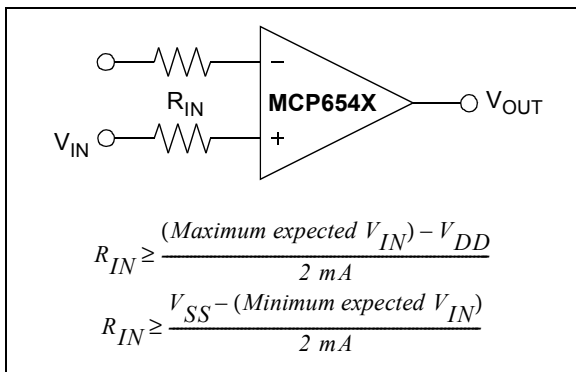 −
MCP654X
R_IN
V_OUT
V_IN
+
R_IN ≥ (Maximum expected V_IN) − V_DD / 2 mA
R_IN ≥ V_SS − (Minimum expected V_IN) / 2 mA